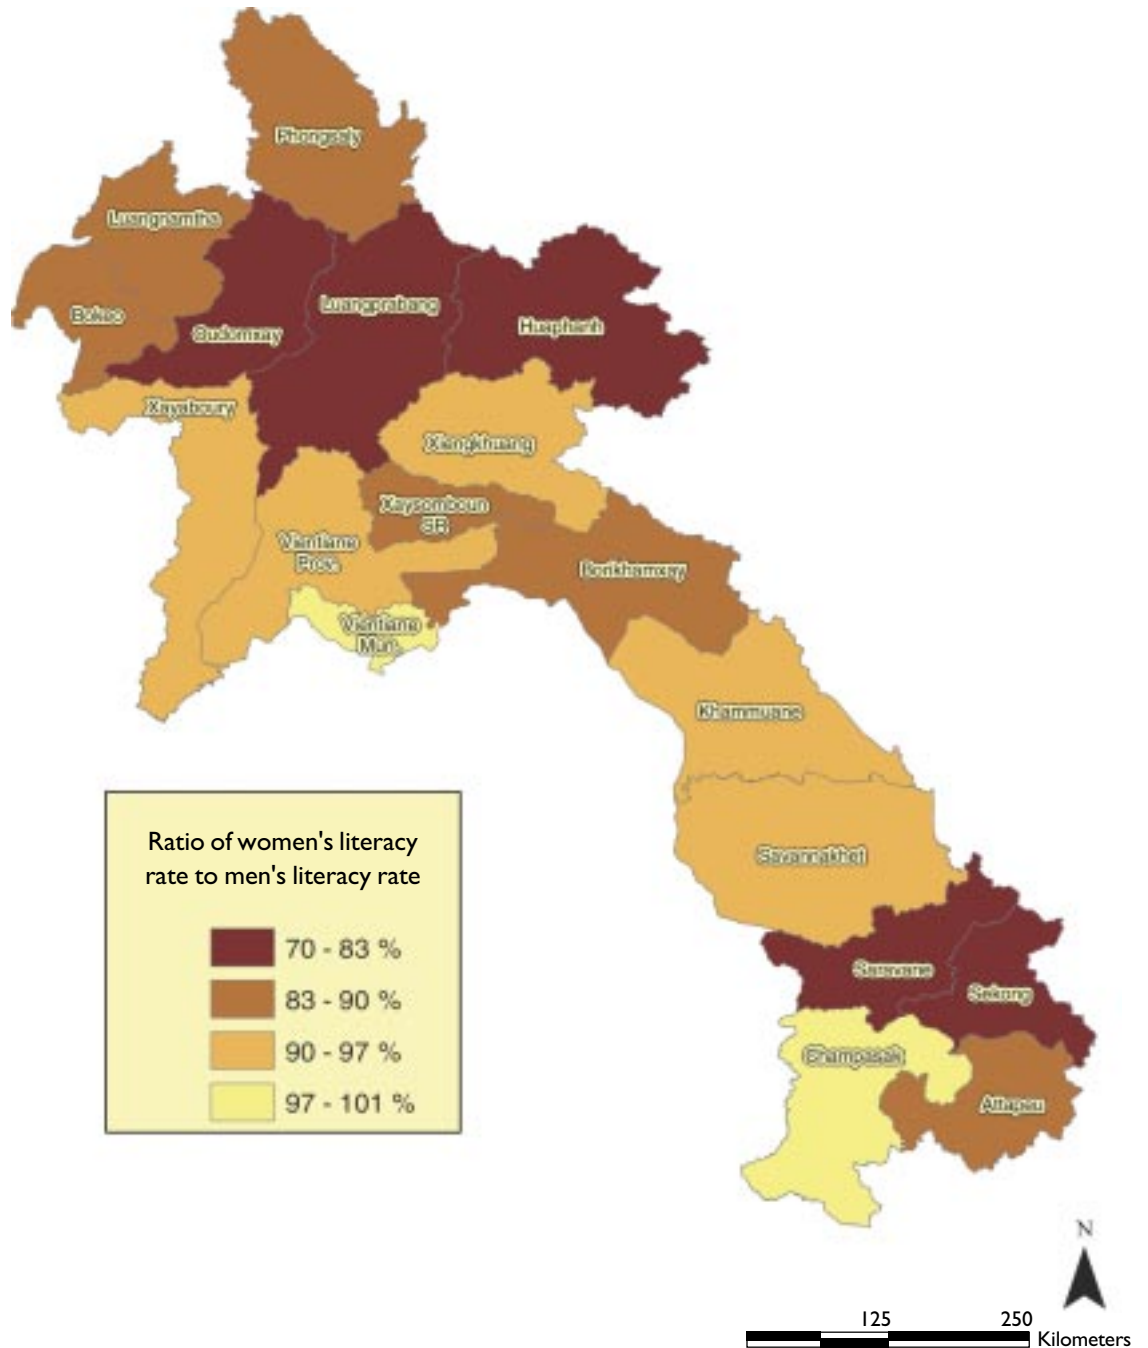 Phongsaly
Luangnamtha
Luangprabang
Bokeo
Huaphanh
Oudomxay
Xayaboury
Xiengkhuang
Xaysomboun
SR
Vientiane
Prov.
Borikhamxay
Vientiane
Mun.
Khammuane
Savannakhet
Saravane
Sekong
Champasak
Attapeu
Ratio of women's literacy
rate to men's literacy rate
70 - 83 %
83 - 90 %
90 - 97 %
97 - 101 %
N
125 250
Kilometers